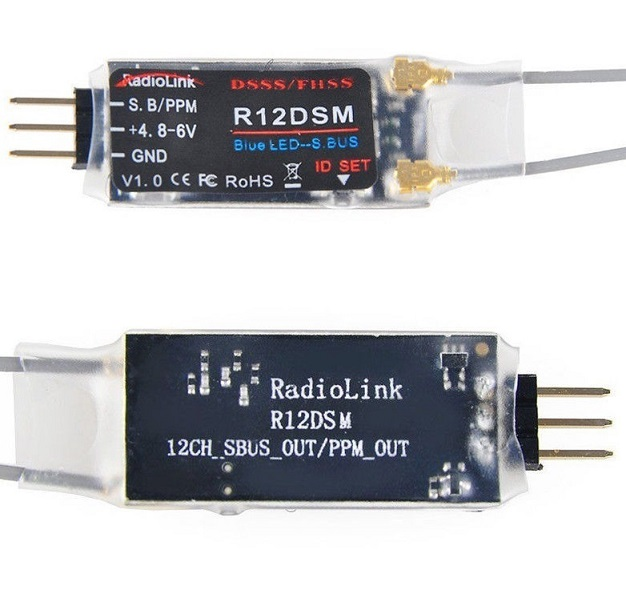 RadioLink
DSSS/FHSS
S.B/PPM
R12DSM
+4.8-6V
Blue LED--S.BUS
GND
ID SET
V1.0 CE FC RoHS
RadioLink
R12DSM
12CH_SBUS_OUT/PPM_OUT